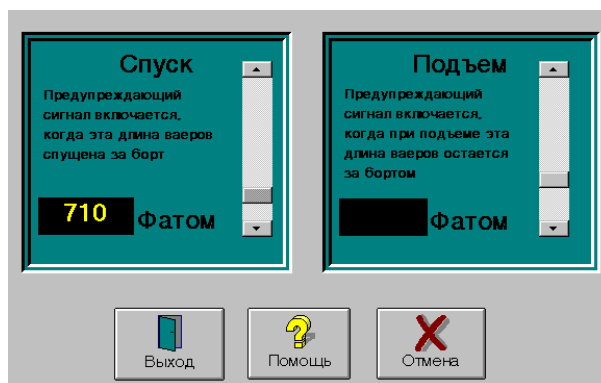 Спуск
Предупреждающий
сигнал включается,
когда эта длина ваеров
спущена за борт
710 Фатом
Подъем
Предупреждающий
сигнал включается,
когда при подъеме эта
длина ваеров остается
за бортом
Фатом
Выход
Помощь
Отмена